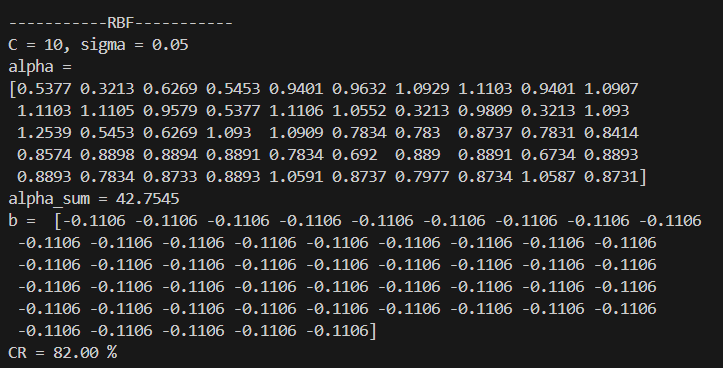 -----------RBF-----------
C = 10, sigma = 0.05
alpha =
[0.5377 0.3213 0.6269 0.5453 0.9401 0.9632 1.0929 1.1103 0.9401 1.0907
 1.1103 1.1105 0.9579 0.5377 1.1106 1.0552 0.3213 0.9809 0.3213 1.093
 1.2539 0.5453 0.6269 1.093  1.0909 0.7834 0.783  0.8737 0.7831 0.8414
 0.8574 0.8898 0.8894 0.8891 0.7834 0.692  0.889  0.8891 0.6734 0.8893
 0.8893 0.7834 0.8733 0.8893 1.0591 0.8737 0.7977 0.8734 1.0587 0.8731]
alpha_sum = 42.7545
b =  [-0.1106 -0.1106 -0.1106 -0.1106 -0.1106 -0.1106 -0.1106 -0.1106 -0.1106
 -0.1106 -0.1106 -0.1106 -0.1106 -0.1106 -0.1106 -0.1106 -0.1106 -0.1106
 -0.1106 -0.1106 -0.1106 -0.1106 -0.1106 -0.1106 -0.1106 -0.1106 -0.1106
 -0.1106 -0.1106 -0.1106 -0.1106 -0.1106 -0.1106 -0.1106 -0.1106 -0.1106
 -0.1106 -0.1106 -0.1106 -0.1106 -0.1106 -0.1106 -0.1106 -0.1106 -0.1106
 -0.1106 -0.1106 -0.1106 -0.1106 -0.1106]
CR = 82.00 %